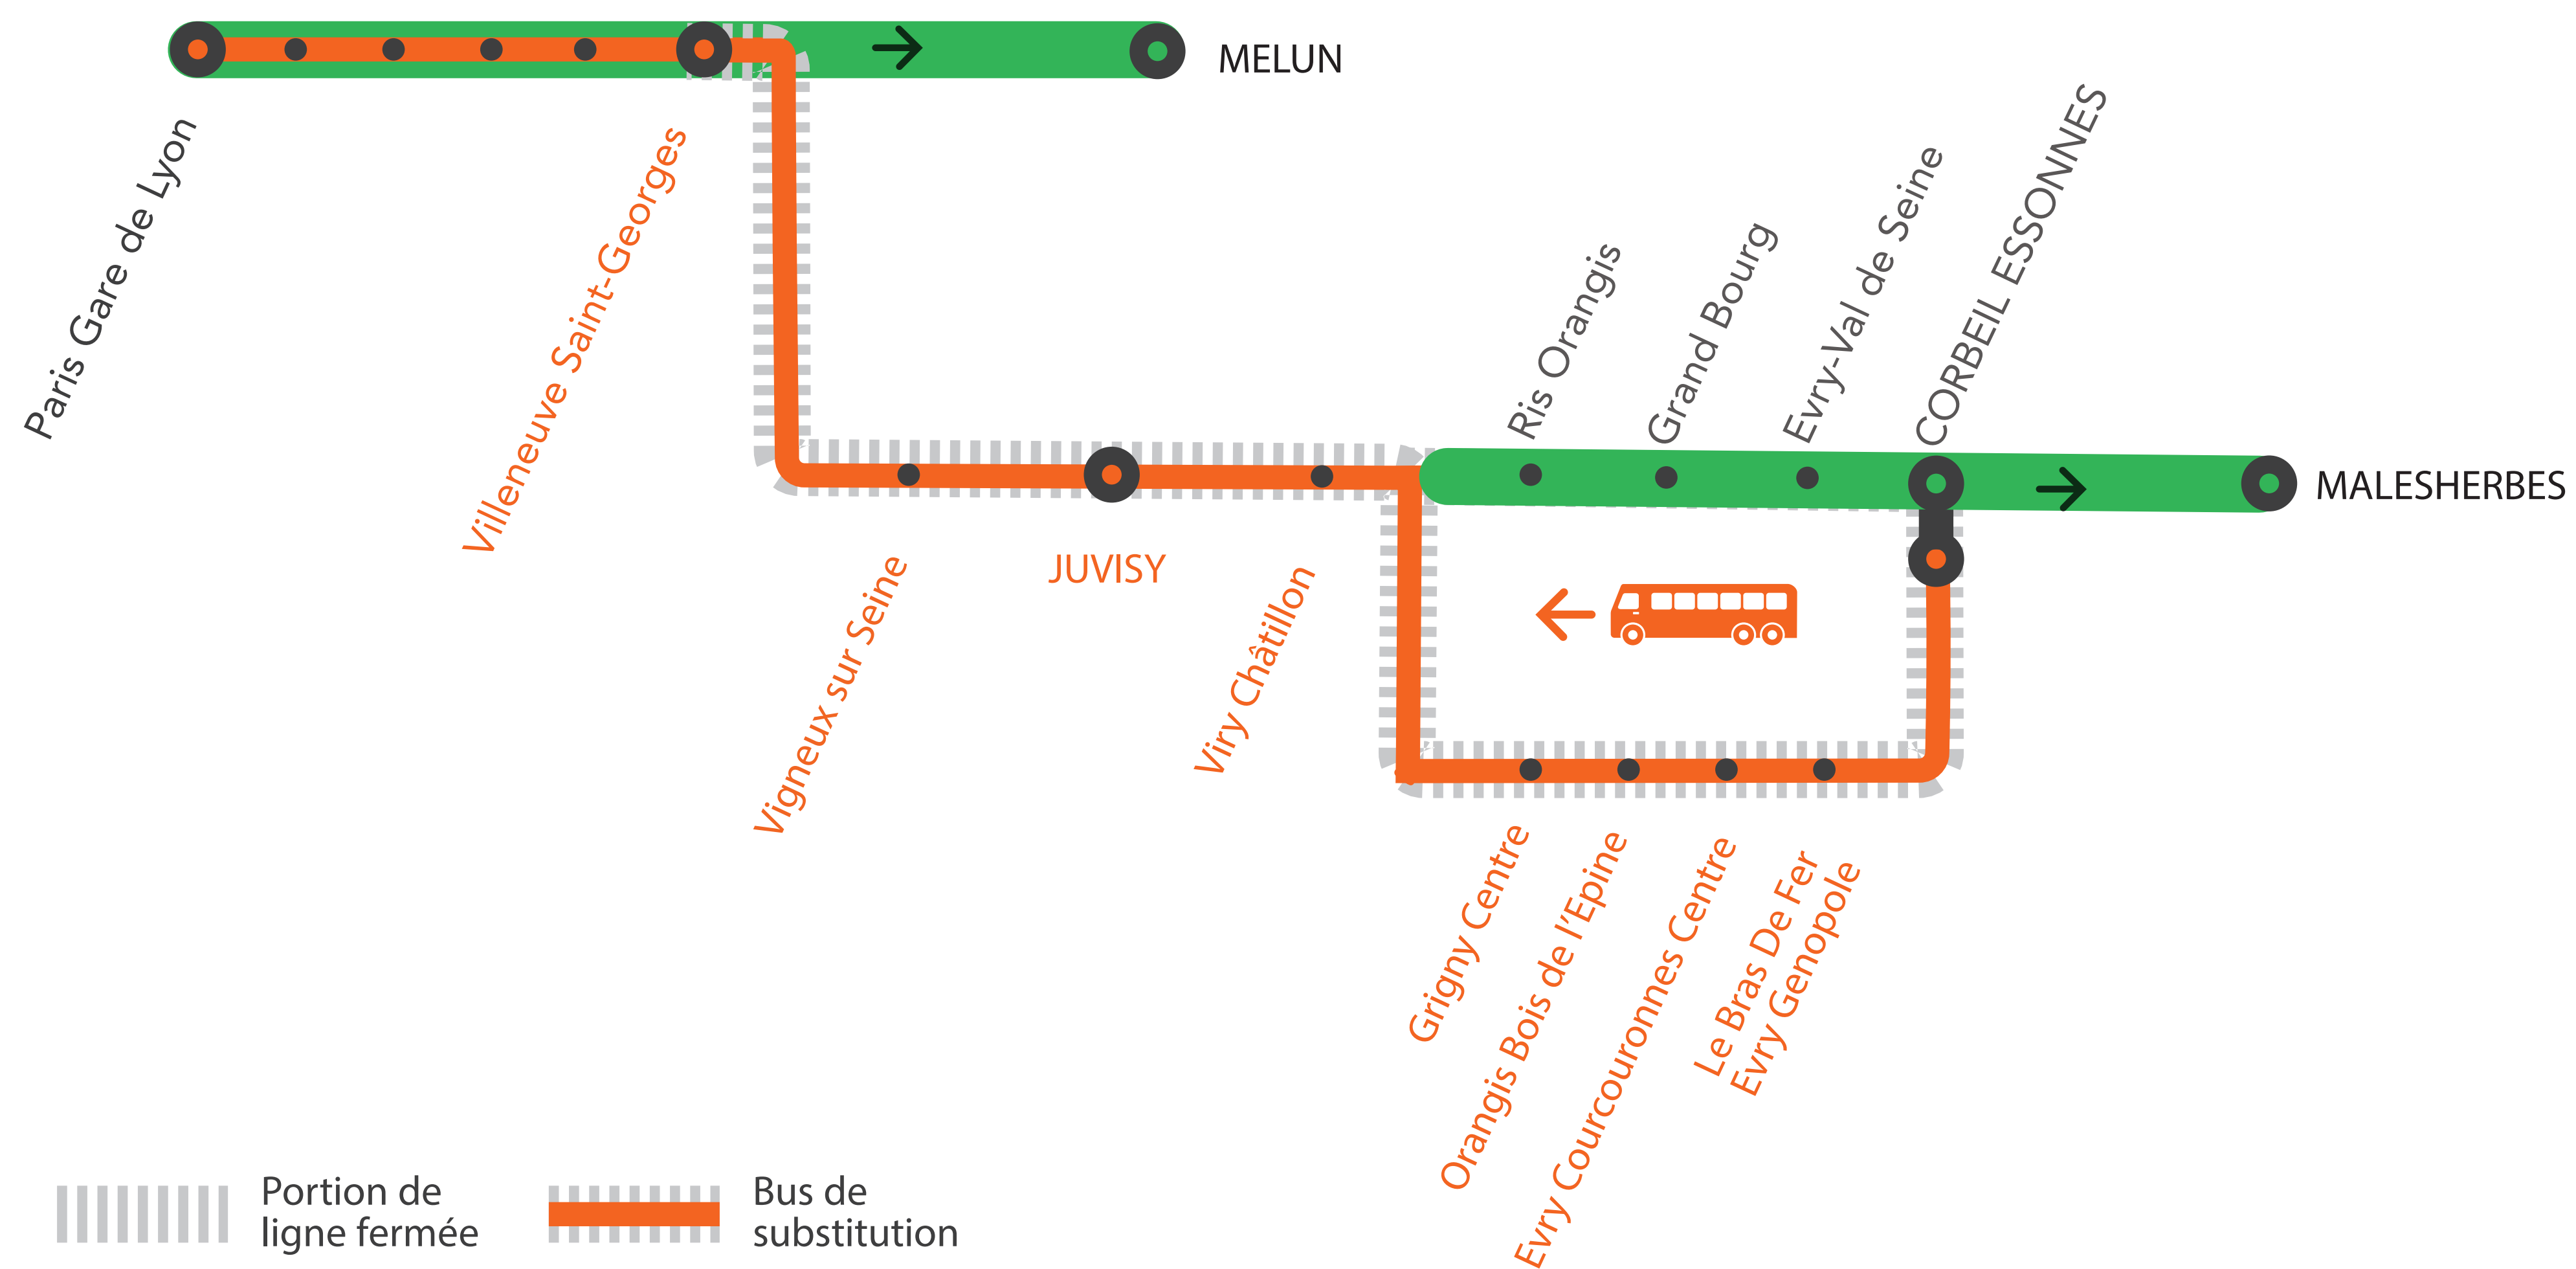 MELUN
Paris Gare de Lyon
Villeneuve Saint-Georges
Ris Orangis
Grand Bourg
Evry-Val de Seine
CORBEIL ESSONNES
MALESHERBES
Vigneux sur Seine
JUVISY
Viry Châtillon
Grigny Centre
Orangis Bois de l'Epine
Evry Courcouronnes Centre
Le Bras De Fer
Evry Genopole
Portion de
ligne fermée
Bus de
substitution